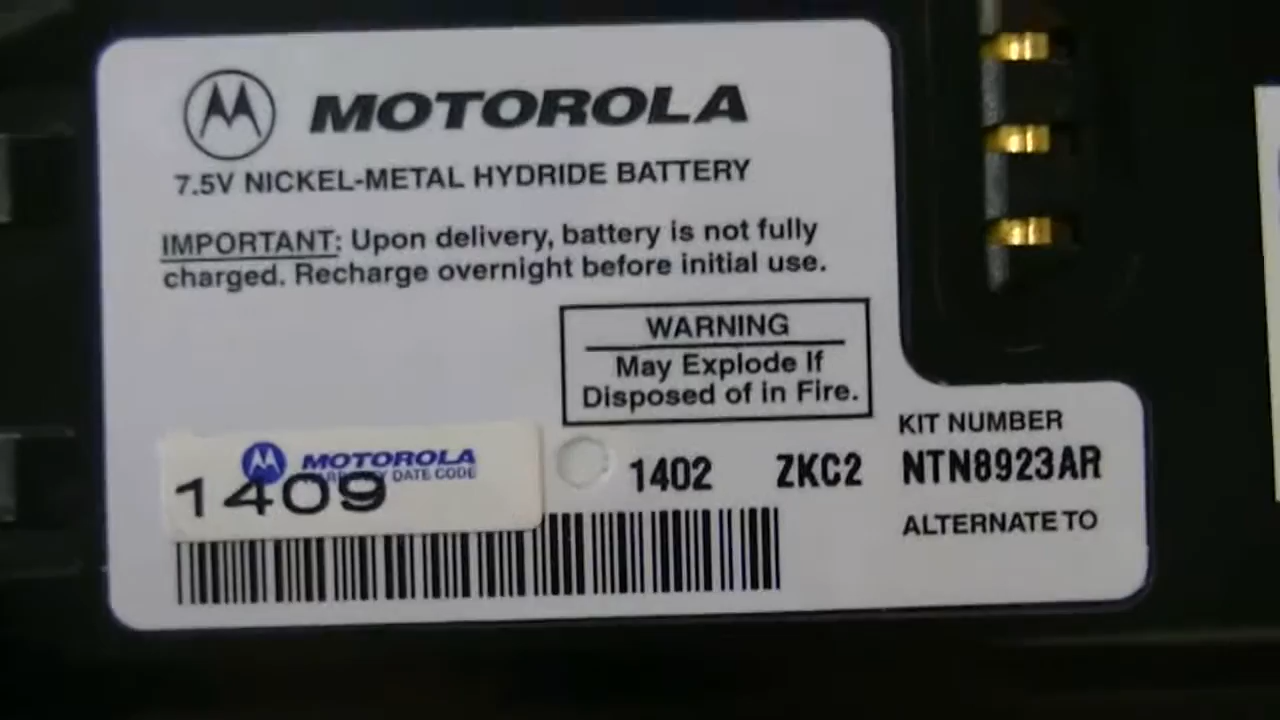 MOTOROLA
7.5V NICKEL-METAL HYDRIDE BATTERY
IMPORTANT: Upon delivery, battery is not fully
charged. Recharge overnight before initial use.
WARNING
May Explode If
Disposed of in Fire.
MOTOROLA
DATE CODE
1409
1402 ZKC2
KIT NUMBER
NTN8923AR
ALTERNATE TO